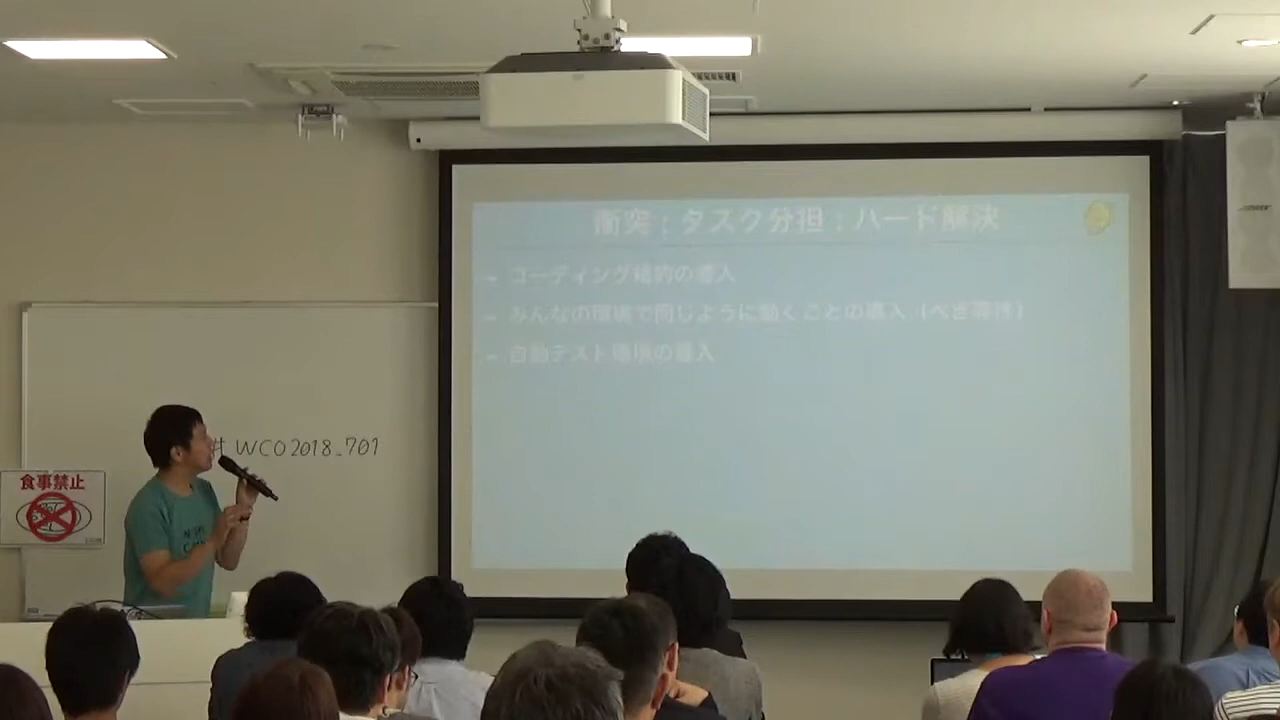 衝突：タスク分担：ハード解決
- コーディング規約の導入
- みんなの環境で同じように動くことの導入（べき等性）
- 自動テスト環境の導入
# WCO2018_701
食事禁止